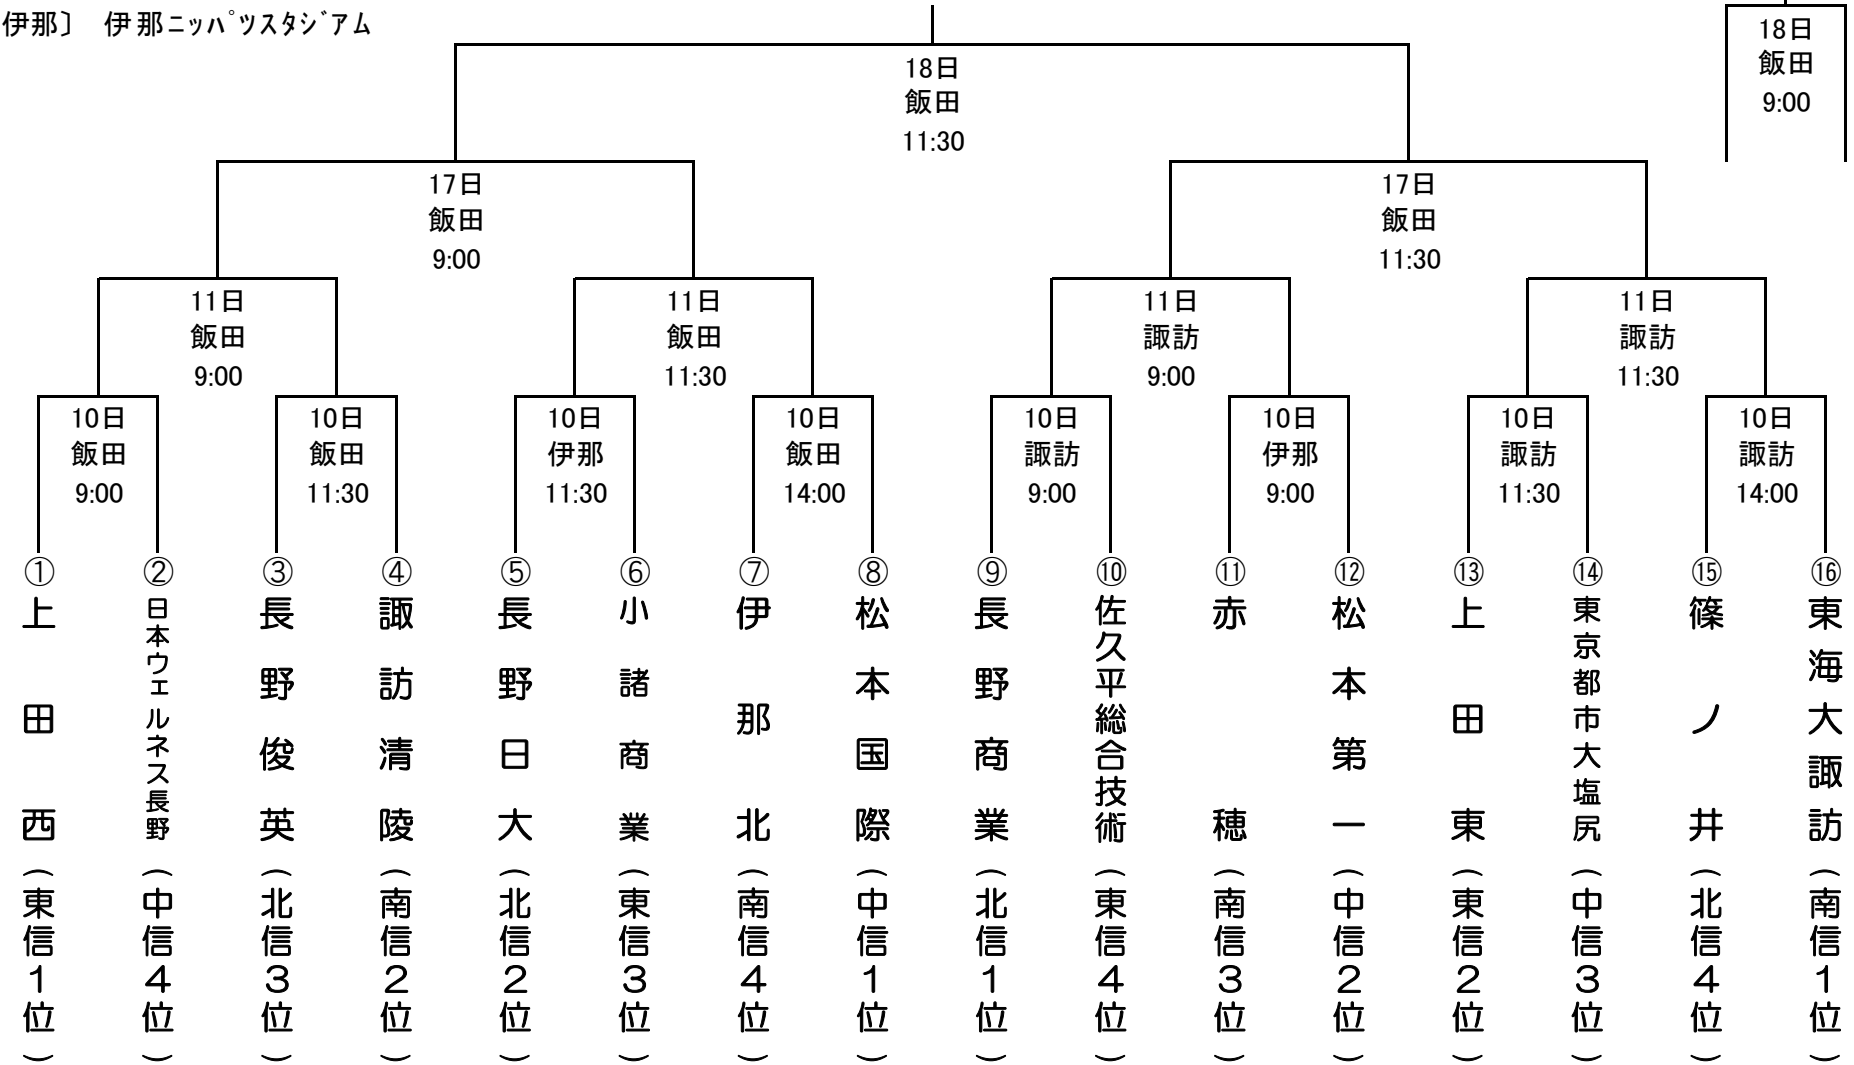 伊那〕 伊那ニッパツスタジアム
18日
飯田
9:00
18日
飯田
11:30
17日
飯田
9:00
17日
飯田
11:30
11日
飯田
9:00
11日
飯田
11:30
11日
諏訪
9:00
11日
諏訪
11:30
10日
飯田
9:00
10日
飯田
11:30
10日
伊那
11:30
10日
飯田
14:00
10日
諏訪
9:00
10日
伊那
9:00
10日
諏訪
11:30
10日
諏訪
14:00
①上田西(東信1位)
②日本ウェルネス長野(中信4位)
③長野俊英(北信3位)
④諏訪清陵(南信2位)
⑤長野日大(北信2位)
⑥小諸商業(東信3位)
⑦伊那北(南信4位)
⑧松本国際(中信1位)
⑨長野商業(北信1位)
⑩佐久平総合技術(東信4位)
⑪赤穂(南信3位)
⑫松本第一(中信2位)
⑬上田東(東信2位)
⑭東京都市大塩尻(中信3位)
⑮篠ノ井(北信4位)
⑯東海大諏訪(南信1位)